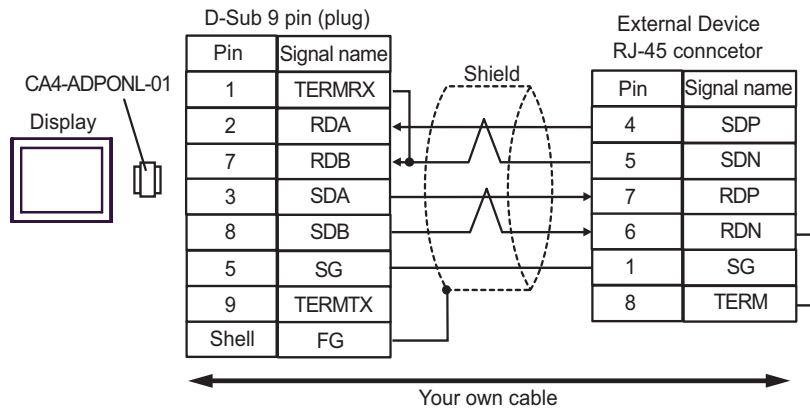 D-Sub 9 pin (plug)
External Device
RJ-45 conncetor
CA4-ADPONL-01
Display
Pin Signal name
1 TERMRX
2 RDA
7 RDB
3 SDA
8 SDB
5 SG
9 TERMTX
Shell FG
Shield
Pin Signal name
4 SDP
5 SDN
7 RDP
6 RDN
1 SG
8 TERM
Your own cable